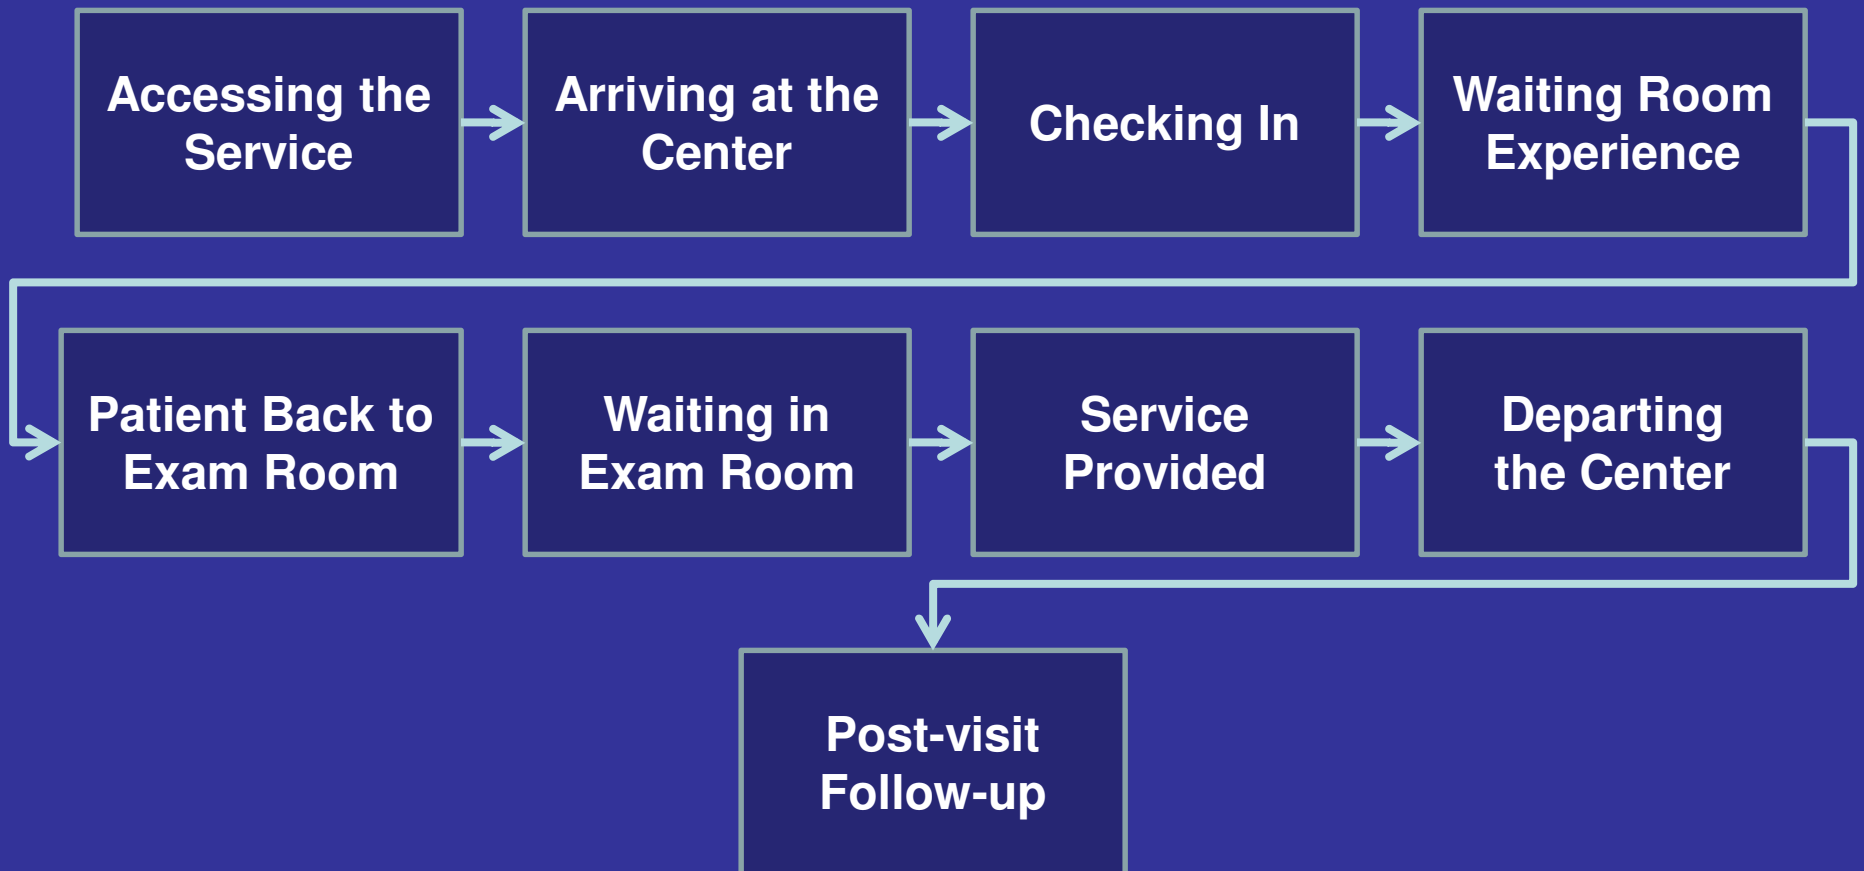 Accessing the
Service
Arriving at the
Center
Checking In
Waiting Room
Experience
Patient Back to
Exam Room
Waiting in
Exam Room
Service
Provided
Departing
the Center
Post-visit
Follow-up